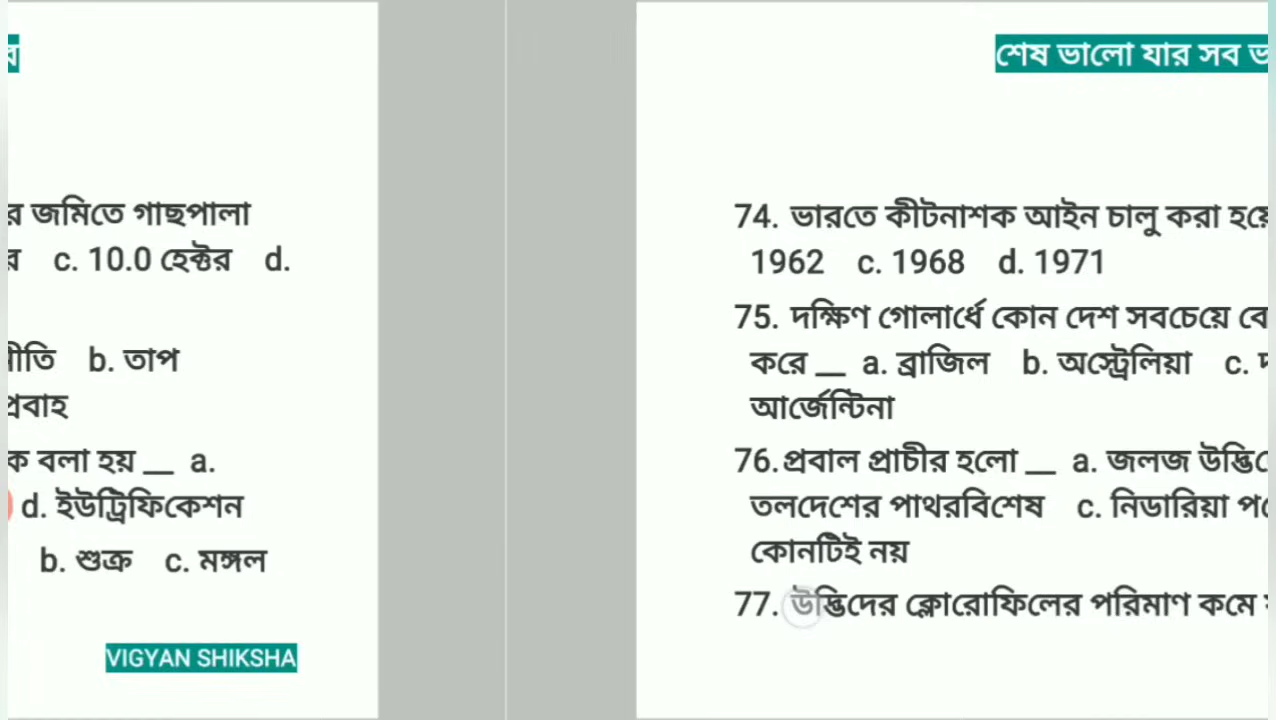 শেষ ভালো যার সব
র জমিতে গাছপালা
র c. 10.0 হেক্টর d.
নীতি b. তাপ
প্রবাহ
ক বলা হয় __ a.
d. ইউট্রিফিকেশন
b. শুক্র c. মঙ্গল
VIGYAN SHIKSHA
74. ভারতে কীটনাশক আইন চালু করা
1962 c. 1968 d. 1971
75. দক্ষিণ গোলার্ধে কোন দেশ সবচেয়ে
করে __ a. ব্রাজিল b. অস্ট্রেলিয়া c.
আর্জেন্টিনা
76. প্রবাল প্রাচীর হলো __ a. জলজ
তলদেশের পাথরবিশেষ c. নিডারিয়া
কোনটিই নয়
77. উদ্ভিদের ক্লোরোফিলের পরিমাণ কমে